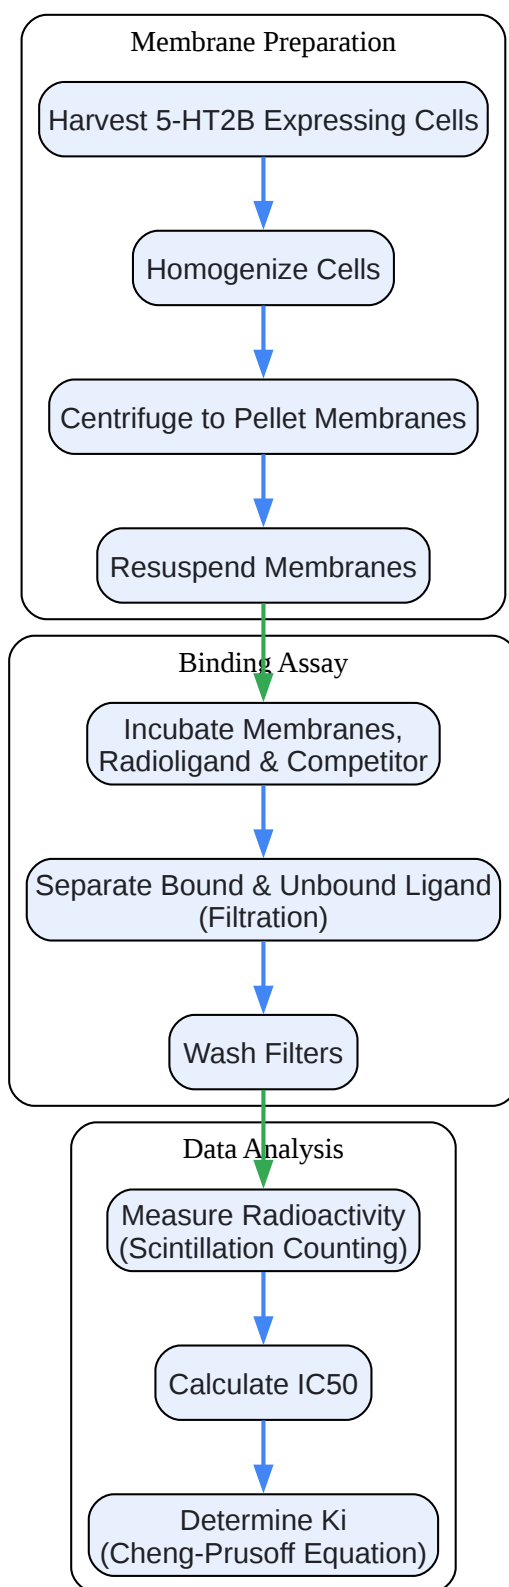 Membrane Preparation
Harvest 5-HT2B Expressing Cells
Homogenize Cells
Centrifuge to Pellet Membranes
Resuspend Membranes
Binding Assay
Incubate Membranes,
Radioligand & Competitor
Separate Bound & Unbound Ligand
(Filtration)
Wash Filters
Data Analysis
Measure Radioactivity
(Scintillation Counting)
Calculate IC50
Determine Ki
(Cheng-Prusoff Equation)